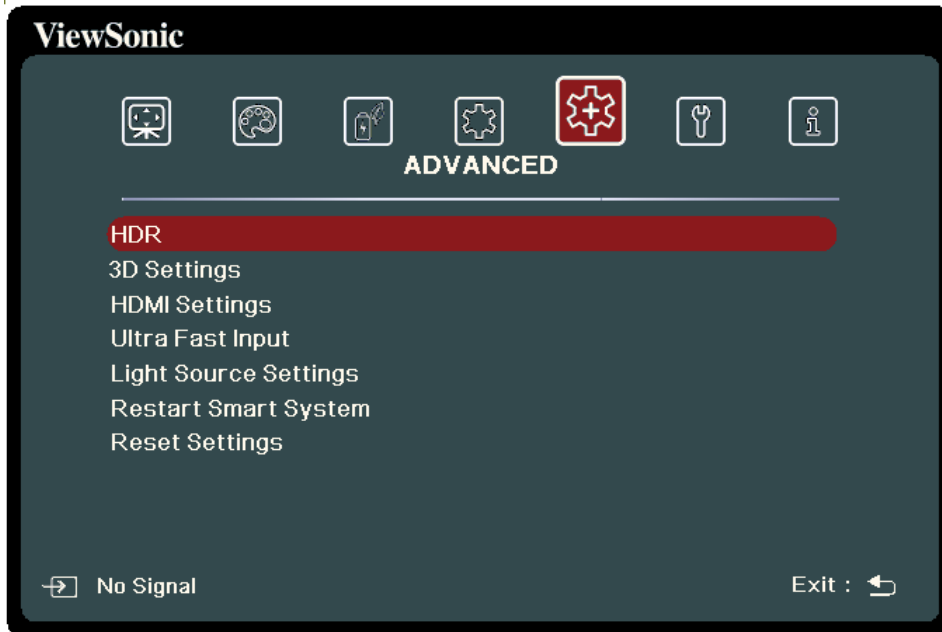 ViewSonic
ADVANCED
HDR
3D Settings
HDMI Settings
Ultra Fast Input
Light Source Settings
Restart Smart System
Reset Settings
No Signal
Exit :